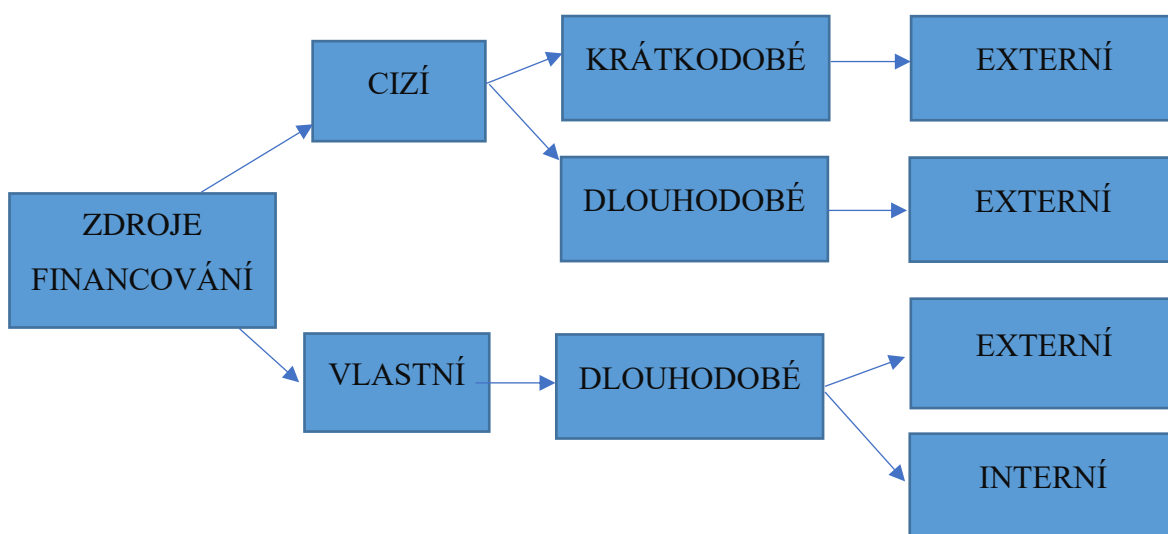 KRÁTKODOBÉ
EXTERNÍ
CIZÍ
DLOUHODOBÉ
EXTERNÍ
ZDROJE
FINANCOVÁNÍ
EXTERNÍ
VLASTNÍ
DLOUHODOBÉ
INTERNÍ